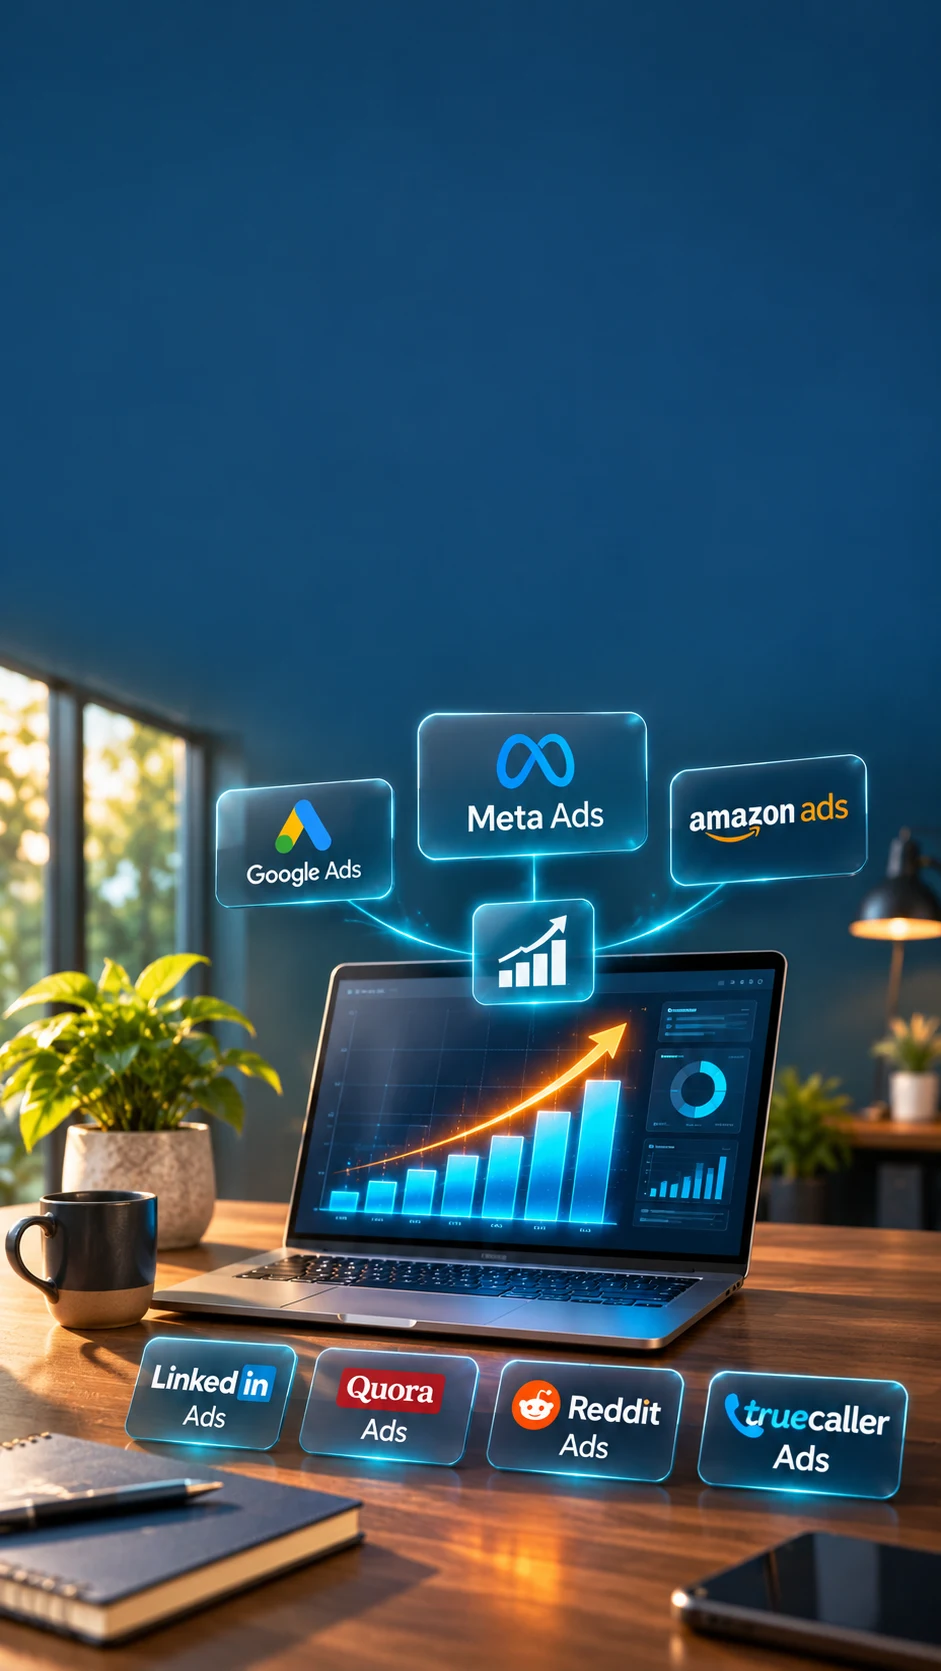 Meta Ads
Google Ads
amazon ads
Linked in
Ads
Quora
Ads
Reddit
Ads
truecaller
Ads